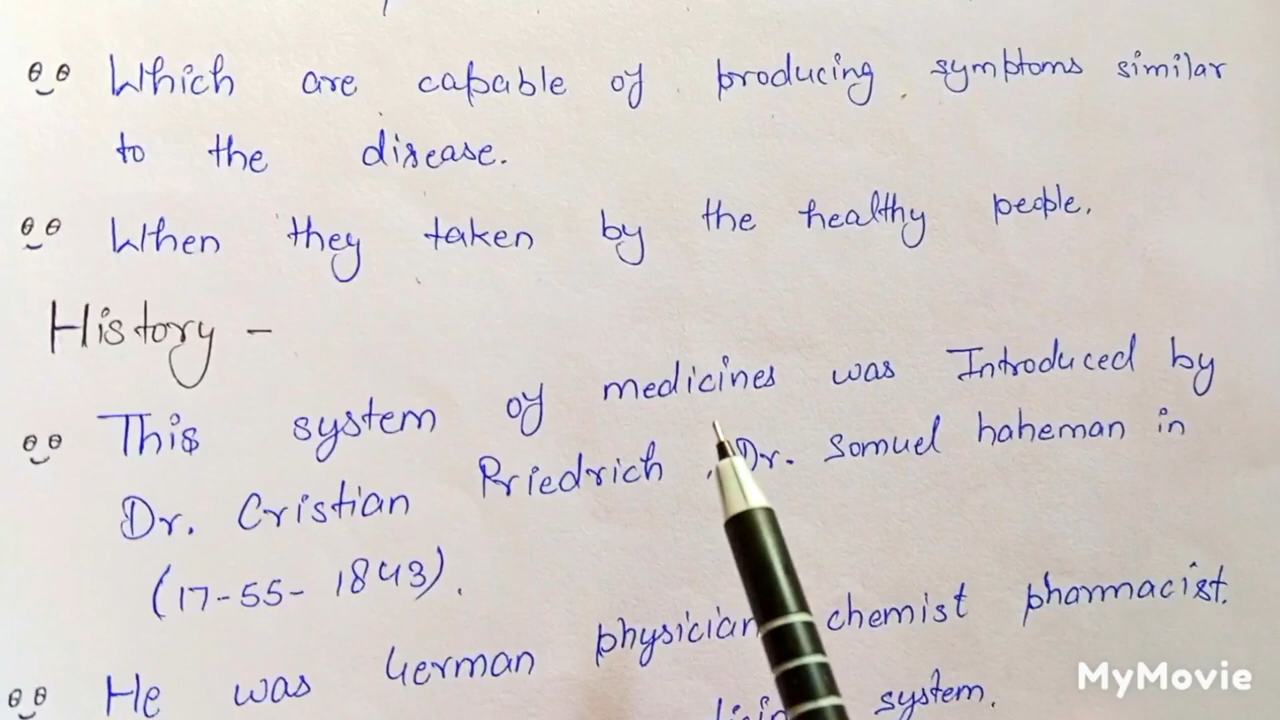 Which are capable of producing symptoms similar
to the disease.
When they taken by the healthy people.
History -
This system of medicines was Introduced by
Dr. Cristian Rriedrich , Dr. Somuel haheman in
(17-55- 1843).
He was German physician chemist pharmacist.
system.
MyMovie